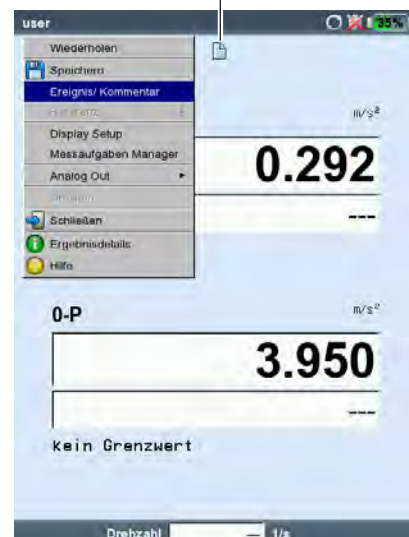 user 35%
Wiederholen
Speichern
Ereignis/ Kommentar
m/s²
Display Setup
Messaufgaben Manager
0.292
Analog Out
Schließen
---
Ergebnisdetails
Hilfe
0-P m/s²
3.950
---
Kein Grenzwert
Drehzahl --- 1/s